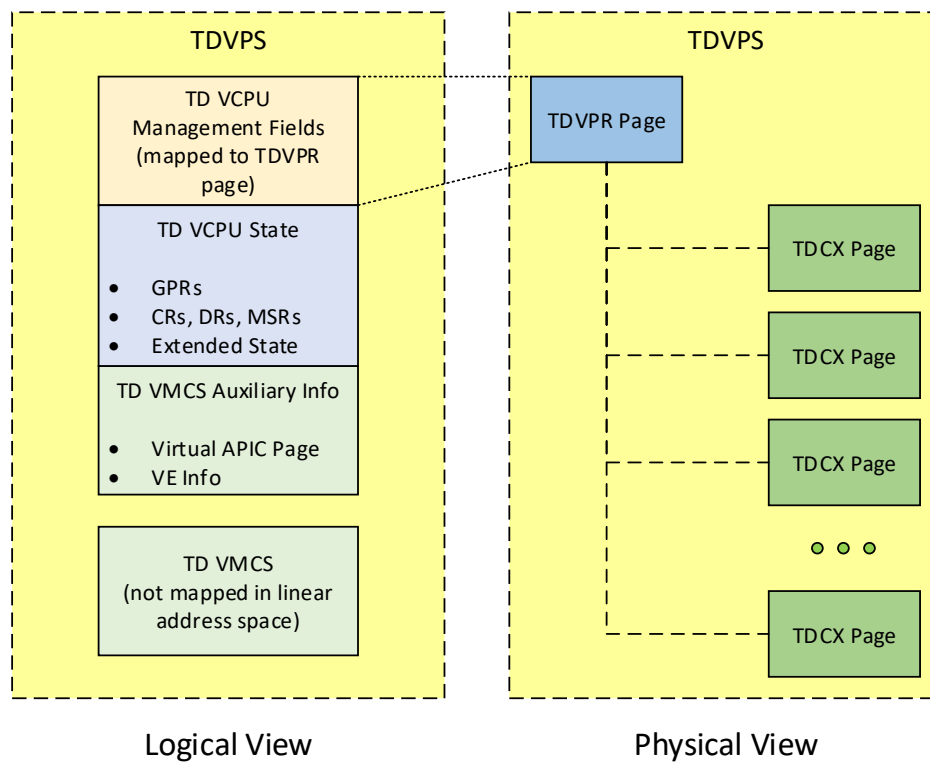 TDVPS
TD VCPU
Management Fields
(mapped to TDVPR
page)
TD VCPU State
• GPRs
• CRs, DRs, MSRs
• Extended State
TD VMCS Auxiliary Info
• Virtual APIC Page
• VE Info
TD VMCS
(not mapped in linear
address space)
Logical View
TDVPS
TDVPR Page
TDCX Page
TDCX Page
TDCX Page
TDCX Page
Physical View